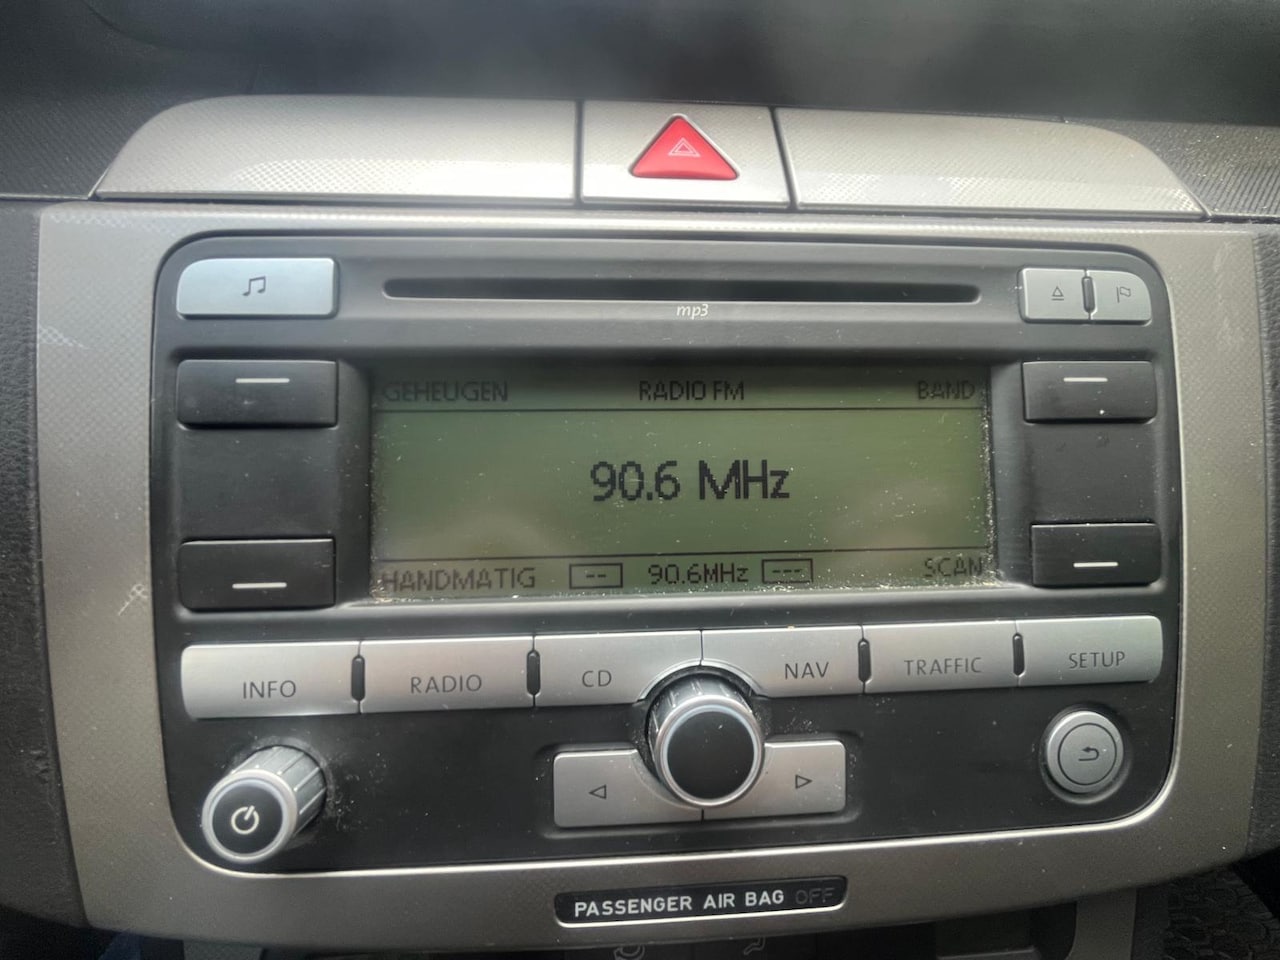 mp3
GEHEUGEN RADIO FM BAND
90.6 MHz
HANDMATIG -- 90.6MHz --- SCAN
INFO RADIO CD NAV TRAFFIC SETUP
PASSENGER AIR BAG OFF